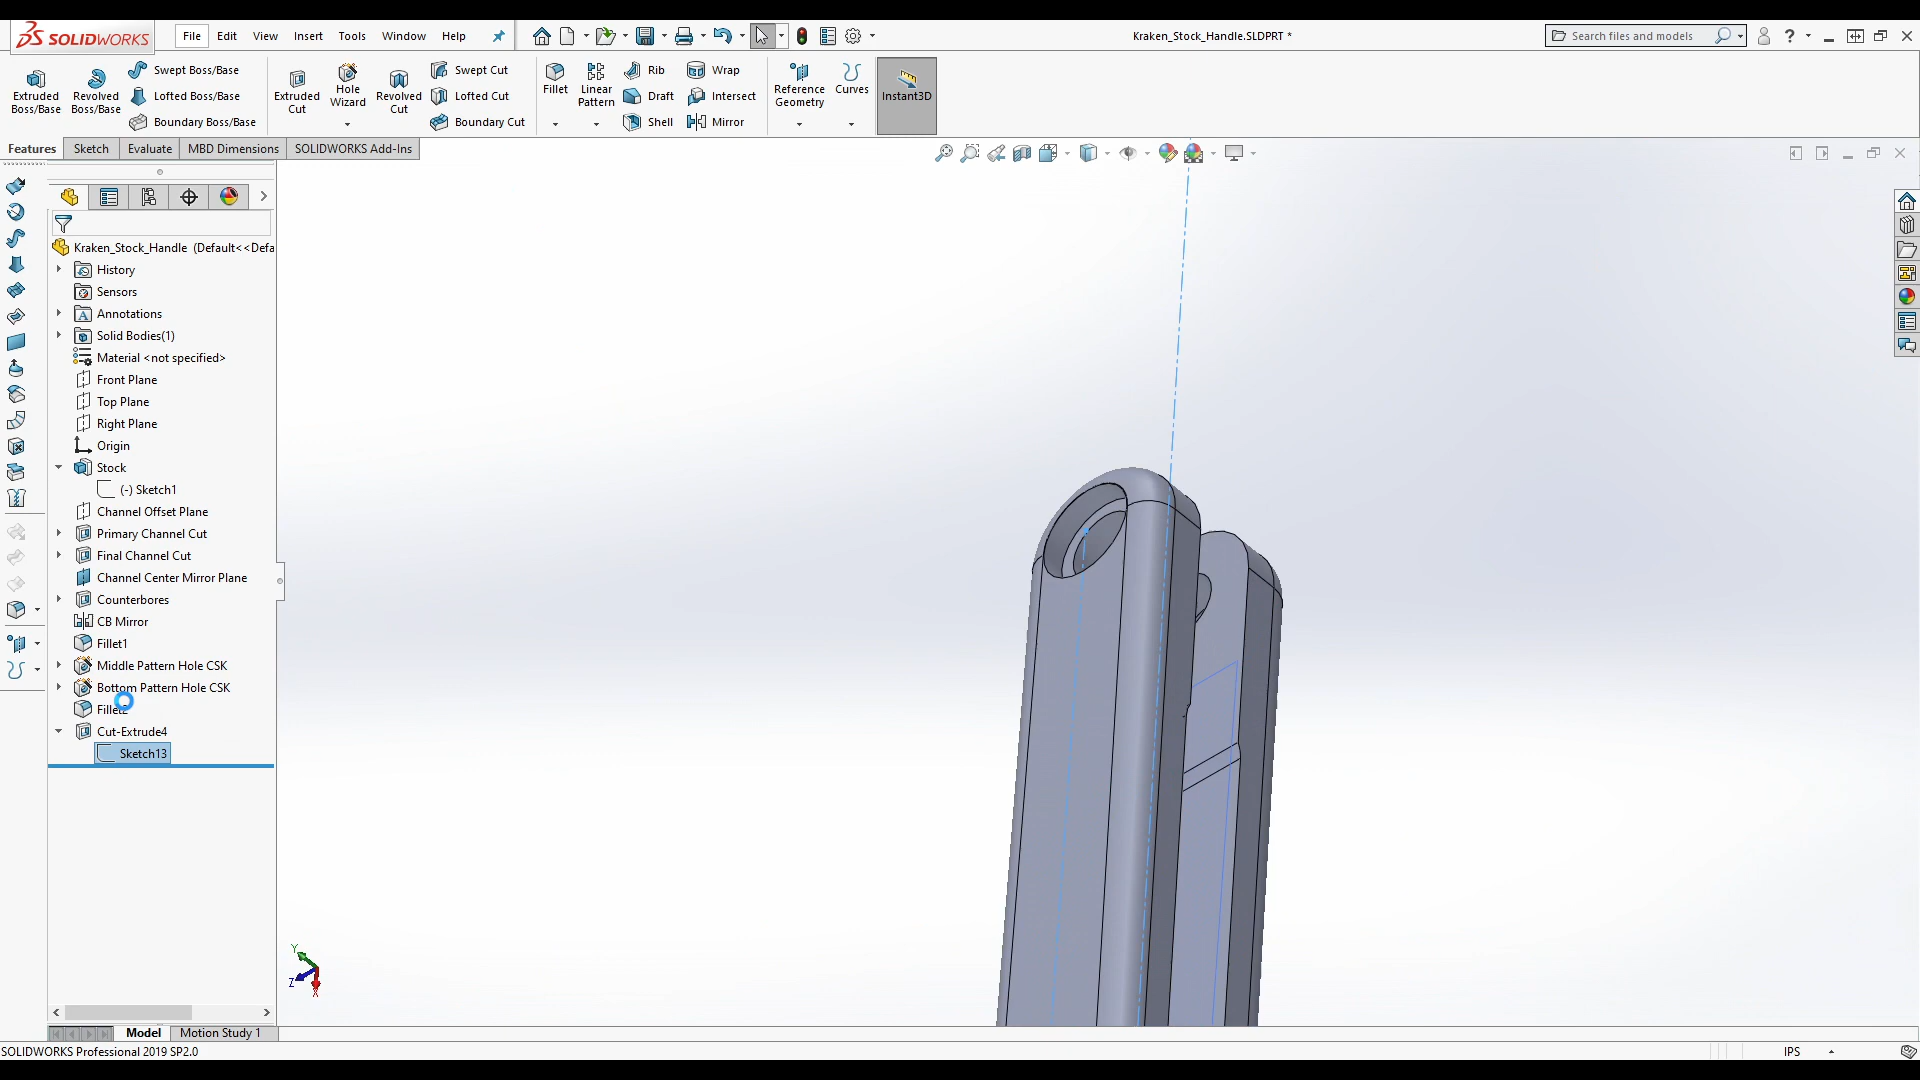 SOLIDWORKS
File Edit View Insert Tools Window Help
Kraken_Stock_Handle.SLDPRT *
Search files and models
Extruded Boss/Base
Revolved Boss/Base
Swept Boss/Base
Lofted Boss/Base
Boundary Boss/Base
Extruded Cut
Hole Wizard
Revolved Cut
Swept Cut
Lofted Cut
Boundary Cut
Fillet
Linear Pattern
Rib
Draft
Shell
Wrap
Intersect
Mirror
Reference Geometry
Curves
Instant3D
Features Sketch Evaluate MBD Dimensions SOLIDWORKS Add-Ins
Kraken_Stock_Handle (Default<<Defa
History
Sensors
Annotations
Solid Bodies(1)
Material <not specified>
Front Plane
Top Plane
Right Plane
Origin
Stock
(-) Sketch1
Channel Offset Plane
Primary Channel Cut
Final Channel Cut
Channel Center Mirror Plane
Counterbores
CB Mirror
Fillet1
Middle Pattern Hole CSK
Bottom Pattern Hole CSK
Fillet2
Cut-Extrude4
Sketch13
Y
Z
X
Model Motion Study 1
SOLIDWORKS Professional 2019 SP2.0
IPS